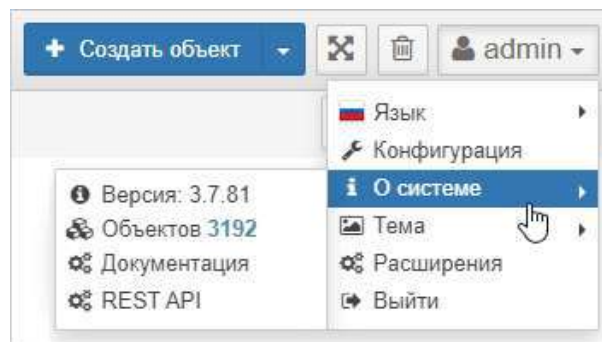 + Создать объект
admin
Язык
Конфигурация
О системе
Тема
Расширения
Выйти
Версия: 3.7.81
Объектов 3192
Документация
REST API